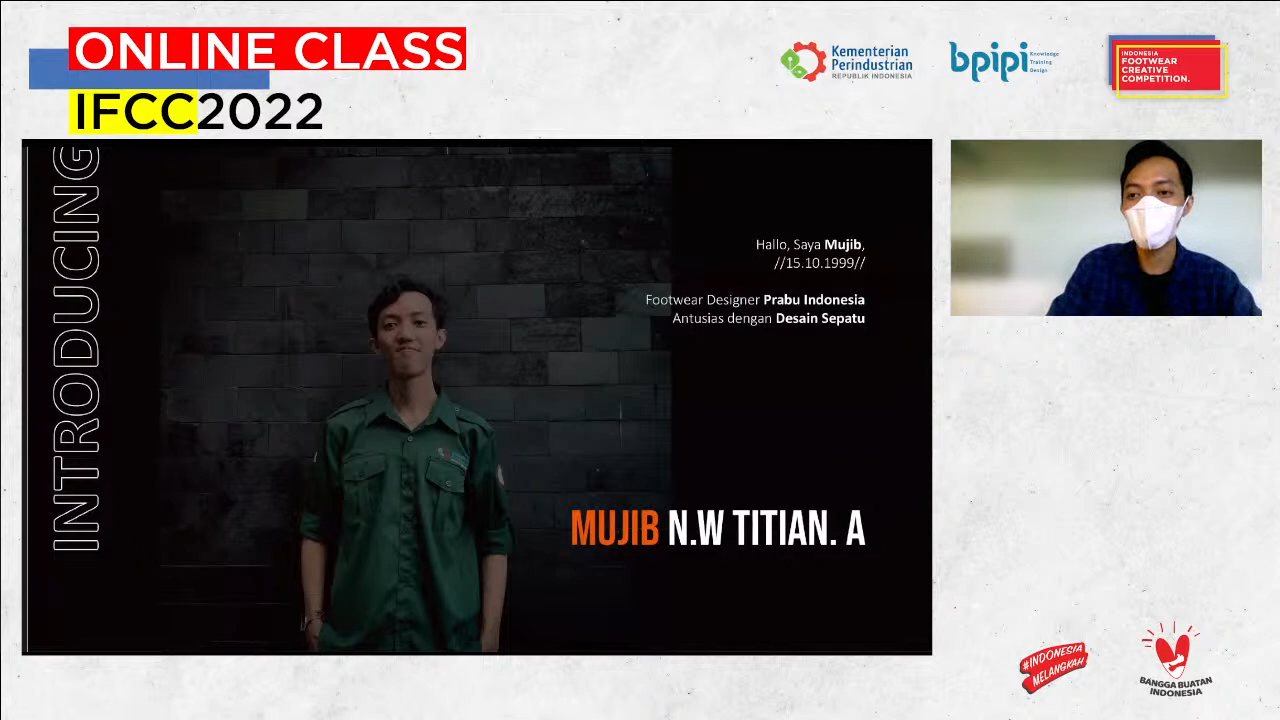 ONLINE CLASS
IFCC2022
Kementerian
Perindustrian
REPUBLIK INDONESIA
bpipi
Knowledge
Training
Design
INDONESIA
FOOTWEAR
CREATIVE
COMPETITION.
INTRODUCING
Hallo, Saya Mujib,
//15.10.1999//
Footwear Designer Prabu Indonesia
Antusias dengan Desain Sepatu
MUJIB N.W TITIAN. A
#INDONESIA
MELANGKAH
BANGGA BUATAN
INDONESIA